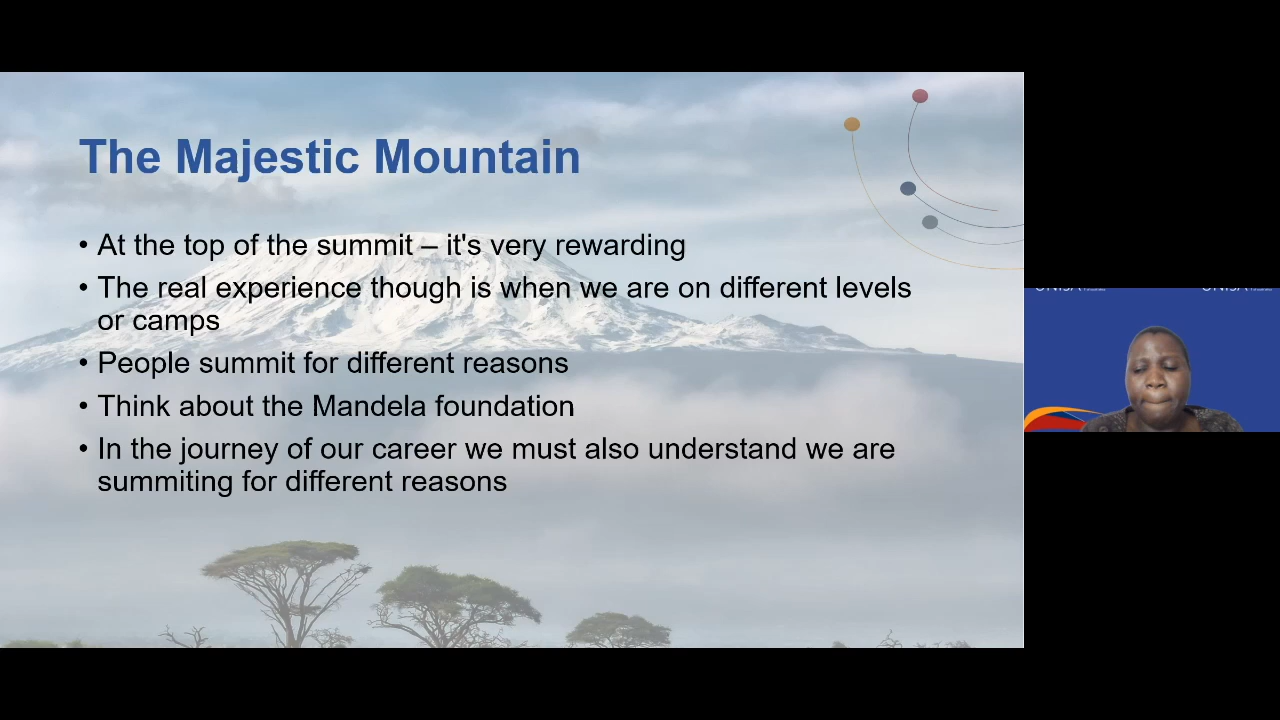 The Majestic Mountain
• At the top of the summit – it's very rewarding
• The real experience though is when we are on different levels
or camps
• People summit for different reasons
• Think about the Mandela foundation
• In the journey of our career we must also understand we are
summiting for different reasons
UNISA UNISA